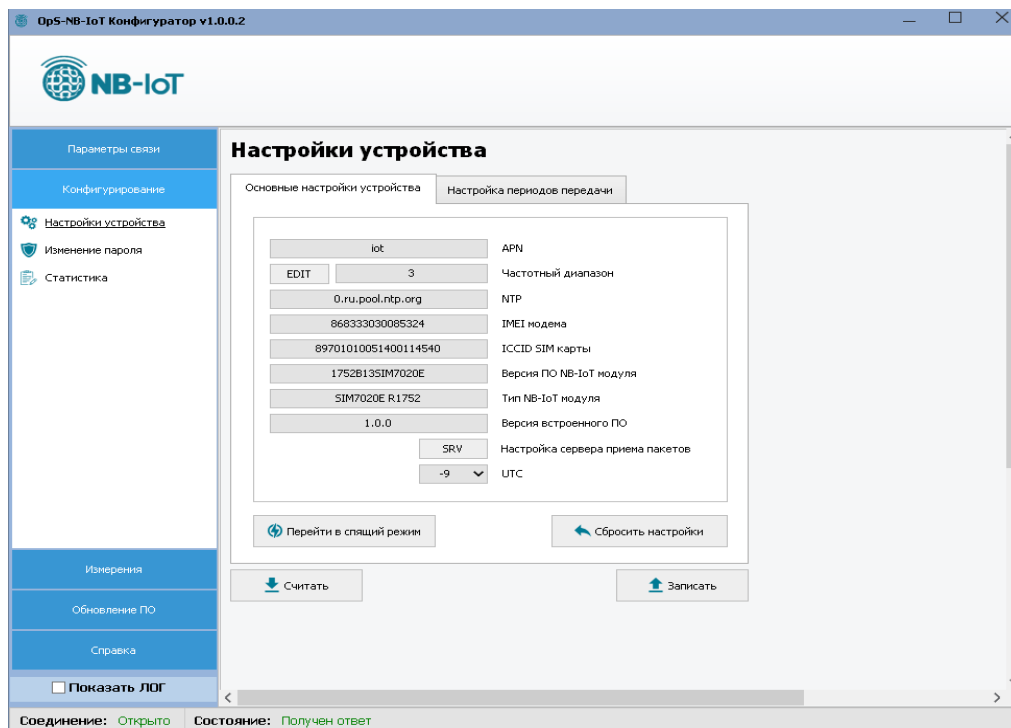 OpS-NB-IoT Конфигуратор v1.0.0.2
NB-IoT
Параметры связи
Конфигурирование
Настройки устройства
Изменение пароля
Статистика
Измерения
Обновление ПО
Справка
Показать ЛОГ
Настройки устройства
Основные настройки устройства
Настройка периодов передачи
iot APN
EDIT 3 Частотный диапазон
0.ru.pool.ntp.org NTP
868333030085324 IMEI модема
89701010051400114540 ICCID SIM карты
1752B13SIM7020E Версия ПО NB-IoT модуля
SIM7020E R1752 Тип NB-IoT модуля
1.0.0 Версия встроенного ПО
SRV Настройка сервера приема пакетов
-9 UTC
Перейти в спящий режим
Сбросить настройки
Считать
Записать
Соединение: Открыто Состояние: Получен ответ